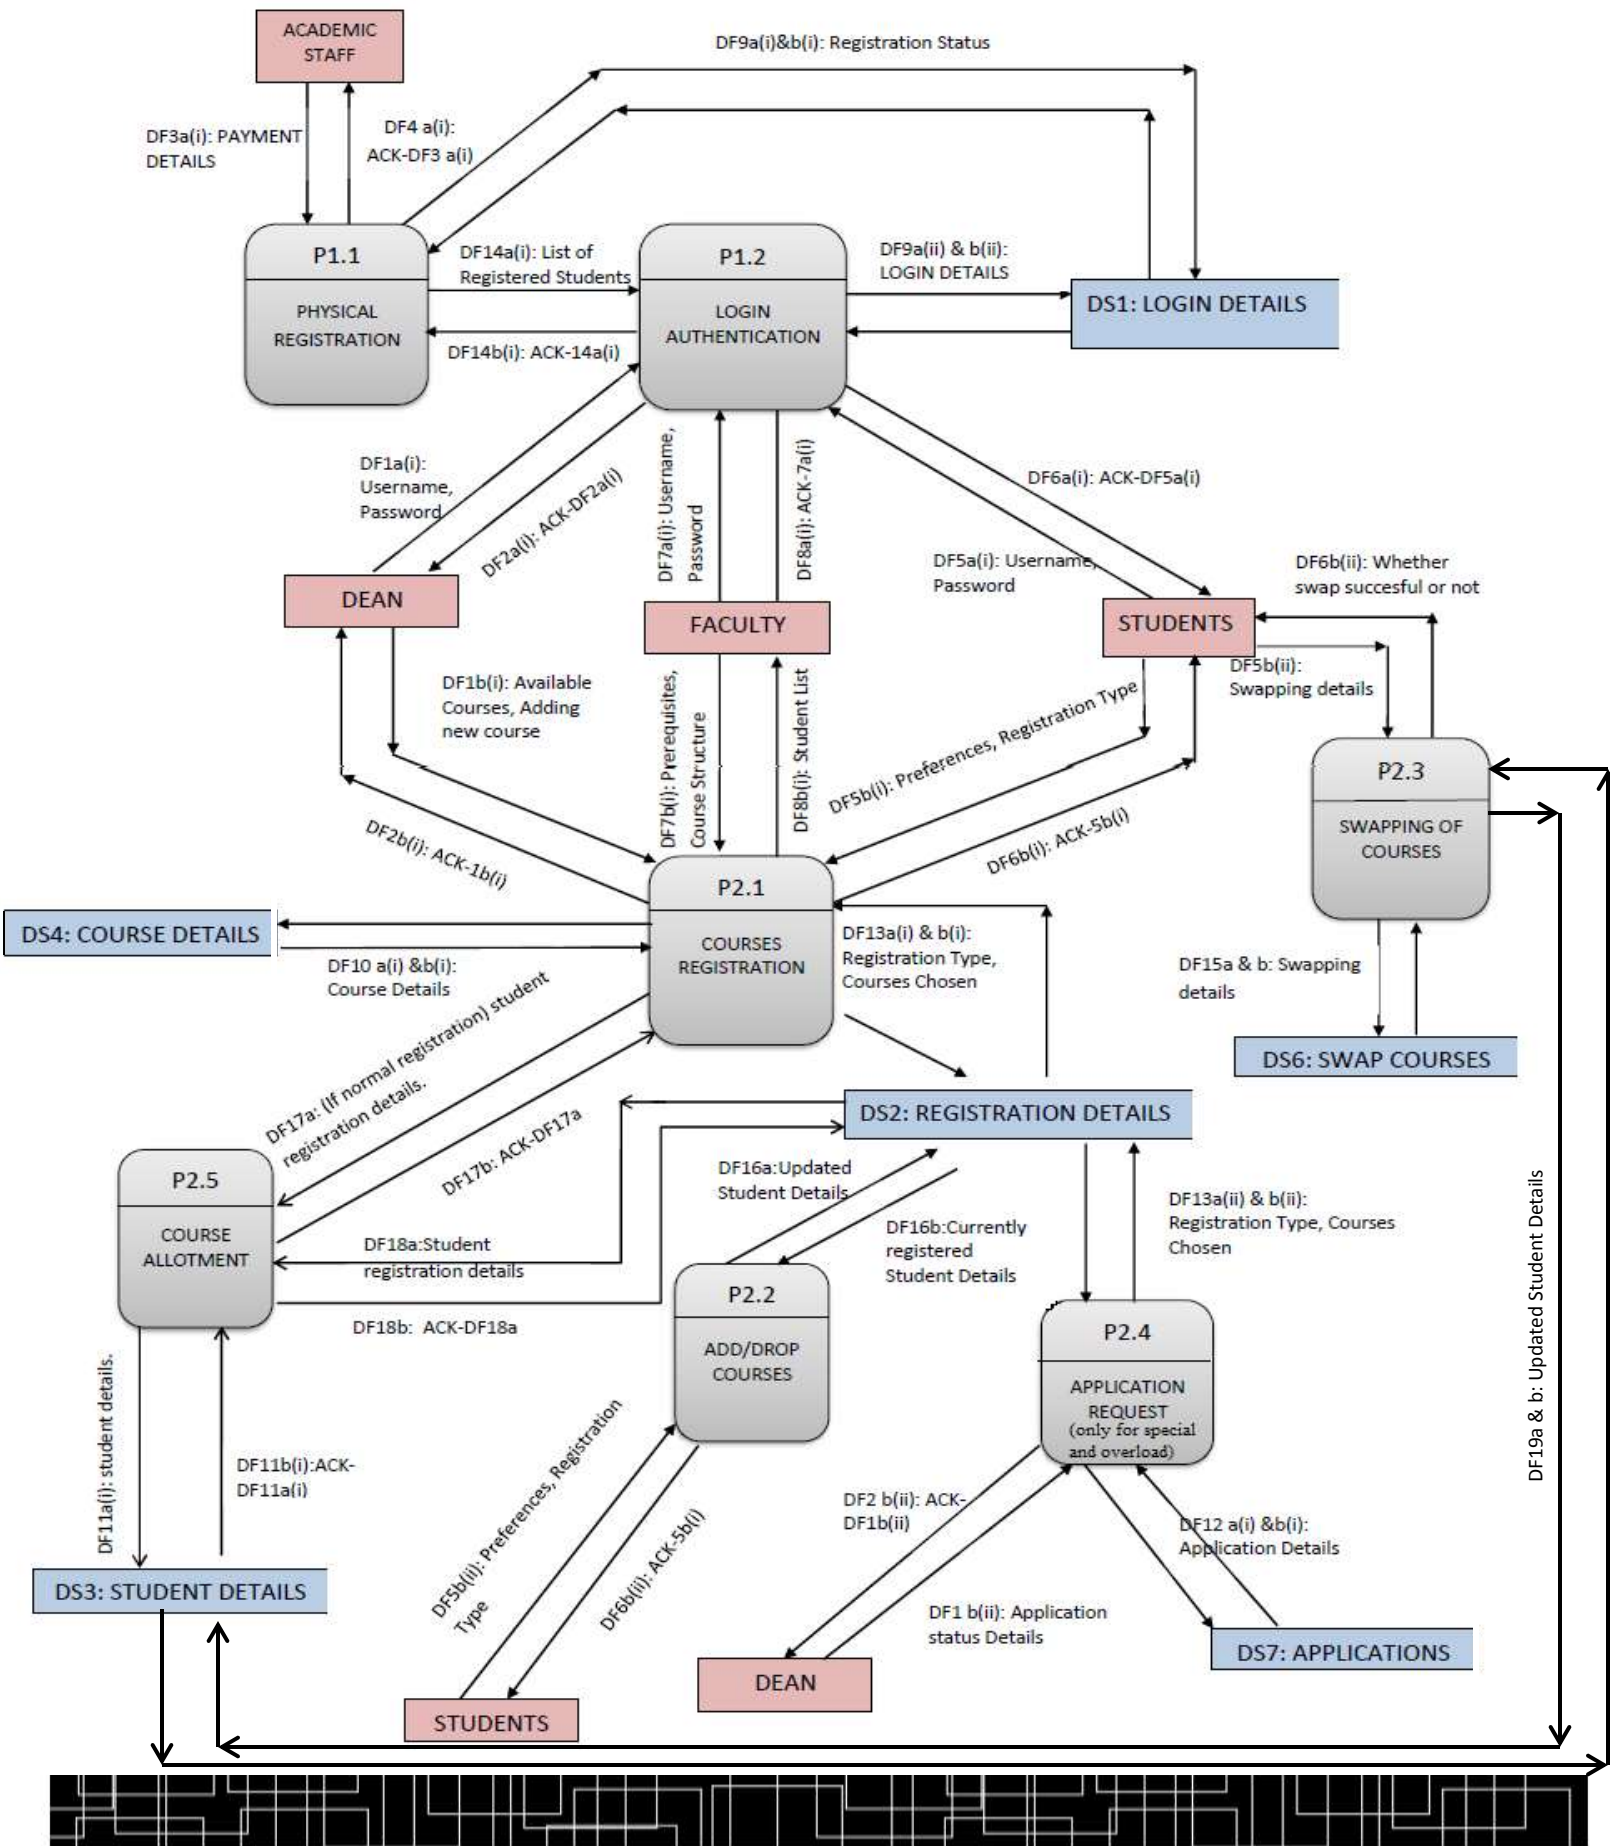 ACADEMIC
STAFF
DF9a(i)&b(i): Registration Status
DF3a(i): PAYMENT
DETAILS
DF4 a(i):
ACK-DF3 a(i)
P1.1
PHYSICAL
REGISTRATION
DF14a(i): List of
Registered Students
DF14b(i): ACK-14a(i)
P1.2
LOGIN
AUTHENTICATION
DF9a(ii) & b(ii):
LOGIN DETAILS
DS1: LOGIN DETAILS
DF1a(i):
Username,
Password
DF2a(i): ACK-DF2a(i)
DF7a(i): Username,
Password
DF8a(i): ACK-7a(i)
DF6a(i): ACK-DF5a(i)
DF5a(i): Username,
Password
DF6b(ii): Whether
swap succesful or not
DEAN
FACULTY
STUDENTS
DF5b(ii):
Swapping details
DF1b(i): Available
Courses, Adding
new course
DF7b(i): Prerequisites,
Course Structure
DF8b(i): Student List
DF5b(i): Preferences, Registration Type
DF6b(i): ACK-5b(i)
DF2b(i): ACK-1b(i)
P2.3
SWAPPING OF
COURSES
P2.1
COURSES
REGISTRATION
DS4: COURSE DETAILS
DF10 a(i) &b(i):
Course Details
DF13a(i) & b(i):
Registration Type,
Courses Chosen
DF15a & b: Swapping
details
DS6: SWAP COURSES
DF17a: (If normal registration) student
registration details.
DF17b: ACK-DF17a
DS2: REGISTRATION DETAILS
P2.5
COURSE
ALLOTMENT
DF18a:Student
registration details
DF18b: ACK-DF18a
DF16a:Updated
Student Details
DF16b:Currently
registered
Student Details
DF13a(ii) & b(ii):
Registration Type, Courses
Chosen
DF19a & b: Updated Student Details
P2.2
ADD/DROP
COURSES
P2.4
APPLICATION
REQUEST
(only for special
and overload)
DF11a(i): student details.
DF11b(i):ACK-
DF11a(i)
DF5b(ii): Preferences, Registration
Type
DF6b(ii): ACK-5b(i)
DF2 b(ii): ACK-
DF1b(ii)
DF12 a(i) &b(i):
Application Details
DF1 b(ii): Application
status Details
DS3: STUDENT DETAILS
DS7: APPLICATIONS
DEAN
STUDENTS